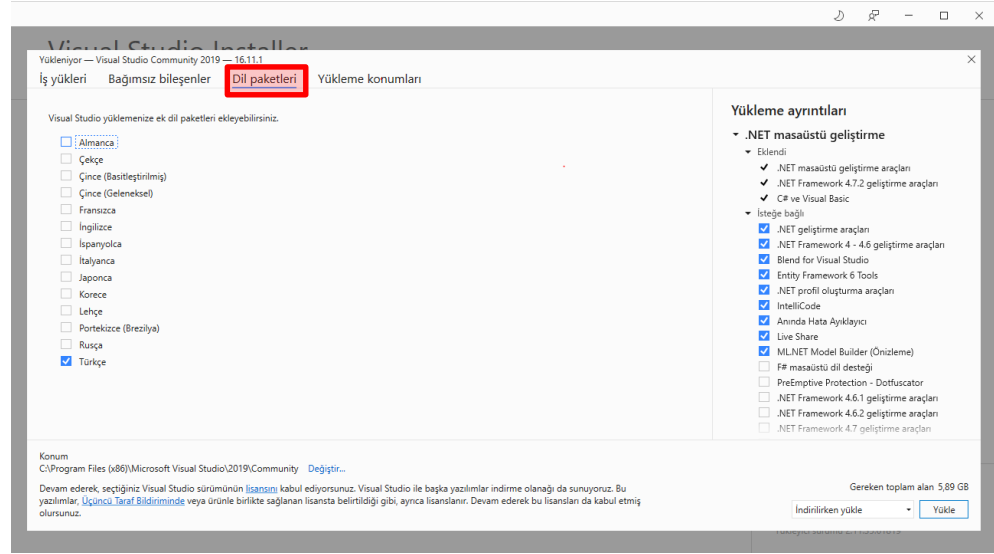 Visual Studio Installer
Yükleniyor — Visual Studio Community 2019 — 16.11.1
İş yükleri Bağımsız bileşenler Dil paketleri Yükleme konumları
Visual Studio yüklemenize ek dil paketleri ekleyebilirsiniz.
Almanca
Çekçe
Çince (Basitleştirilmiş)
Çince (Geleneksel)
Fransızca
İngilizce
İspanyolca
İtalyanca
Japonca
Korece
Lehçe
Portekizce (Brezilya)
Rusça
Türkçe
Yükleme ayrıntıları
.NET masaüstü geliştirme
Eklendi
.NET masaüstü geliştirme araçları
.NET Framework 4.7.2 geliştirme araçları
C# ve Visual Basic
İsteğe bağlı
.NET geliştirme araçları
.NET Framework 4 - 4.6 geliştirme araçları
Blend for Visual Studio
Entity Framework 6 Tools
.NET profil oluşturma araçları
IntelliCode
Anında Hata Ayıklayıcı
Live Share
ML.NET Model Builder (Önizleme)
F# masaüstü dil desteği
PreEmptive Protection - Dotfuscator
.NET Framework 4.6.1 geliştirme araçları
.NET Framework 4.6.2 geliştirme araçları
.NET Framework 4.7 geliştirme araçları
Konum
C:\Program Files (x86)\Microsoft Visual Studio\2019\Community Değiştir...
Devam ederek, seçtiğiniz Visual Studio sürümünün lisansını kabul ediyorsunuz. Visual Studio ile başka yazılımlar indirme olanağı da sunuyoruz. Bu
yazılımlar, Üçüncü Taraf Bildiriminde veya ürünle birlikte sağlanan lisansta belirtildiği gibi, ayrıca lisanslanır. Devam ederek bu lisansları da kabul etmiş
olursunuz.
Gereken toplam alan 5,89 GB
İndirilirken yükle Yükle